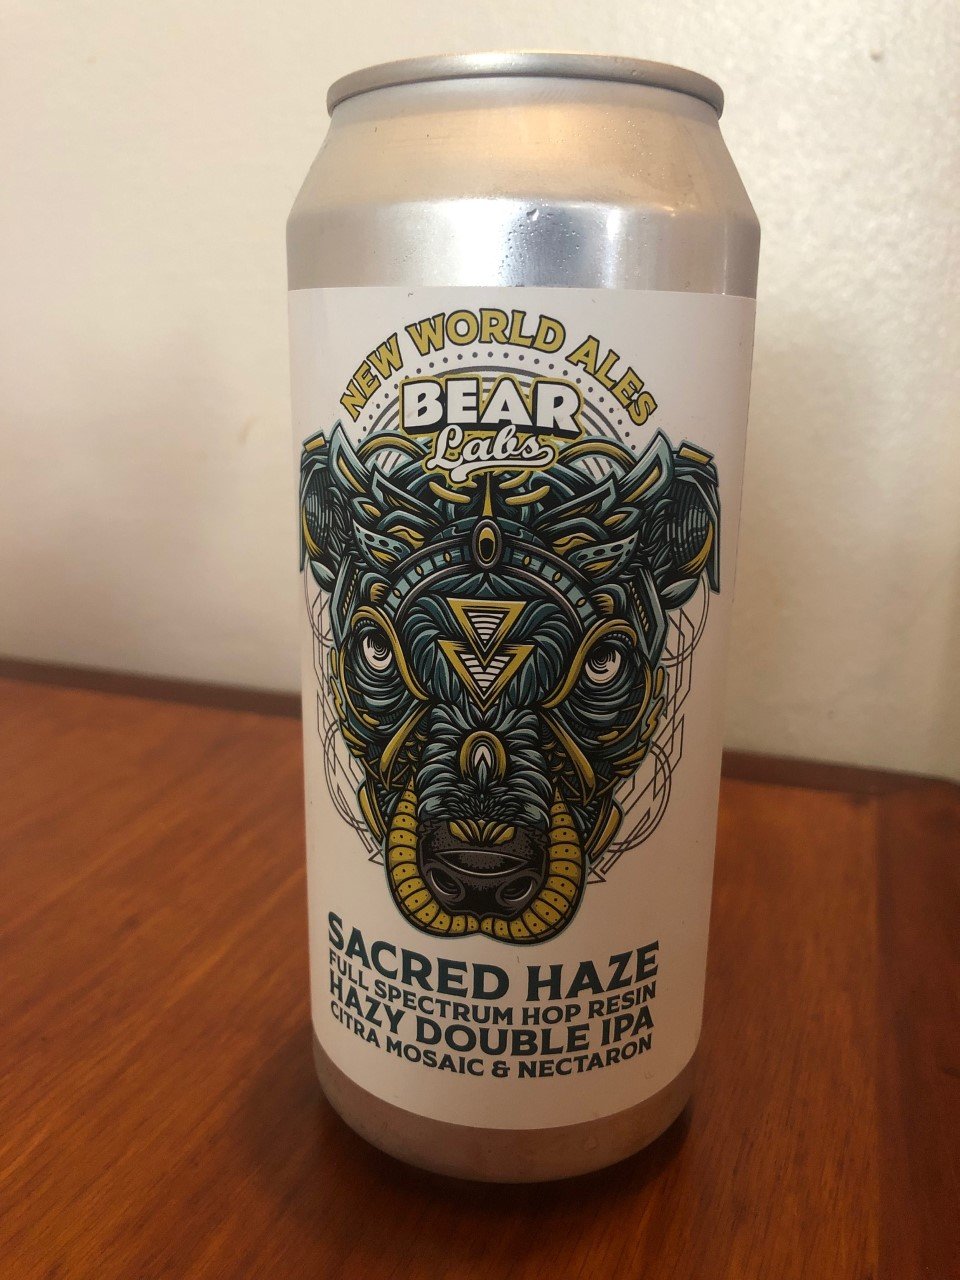 NEW WORLD ALES
BEAR
Labs
SACRED HAZE
FULL SPECTRUM HOP RESIN
HAZY DOUBLE IPA
CITRA MOSAIC & NECTARON